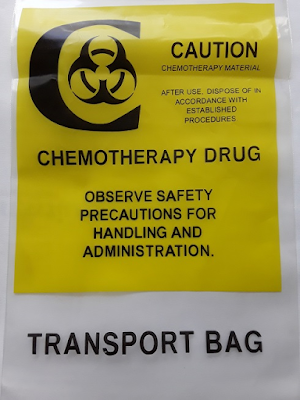 C
CAUTION
CHEMOTHERAPY MATERIAL
AFTER USE, DISPOSE OF IN
ACCORDANCE WITH
ESTABLISHED
PROCEDURES
CHEMOTHERAPY DRUG
OBSERVE SAFETY
PRECAUTIONS FOR
HANDLING AND
ADMINISTRATION.
TRANSPORT BAG